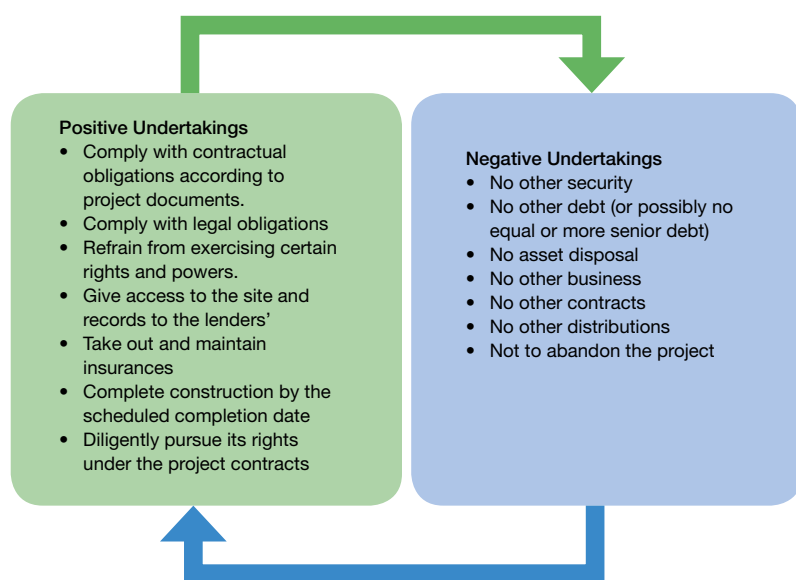 Positive Undertakings
• Comply with contractual
obligations according to
project documents.
• Comply with legal obligations
• Refrain from exercising certain
rights and powers.
• Give access to the site and
records to the lenders’
• Take out and maintain
insurances
• Complete construction by the
scheduled completion date
• Diligently pursue its rights
under the project contracts
Negative Undertakings
• No other security
• No other debt (or possibly no
equal or more senior debt)
• No asset disposal
• No other business
• No other contracts
• No other distributions
• Not to abandon the project